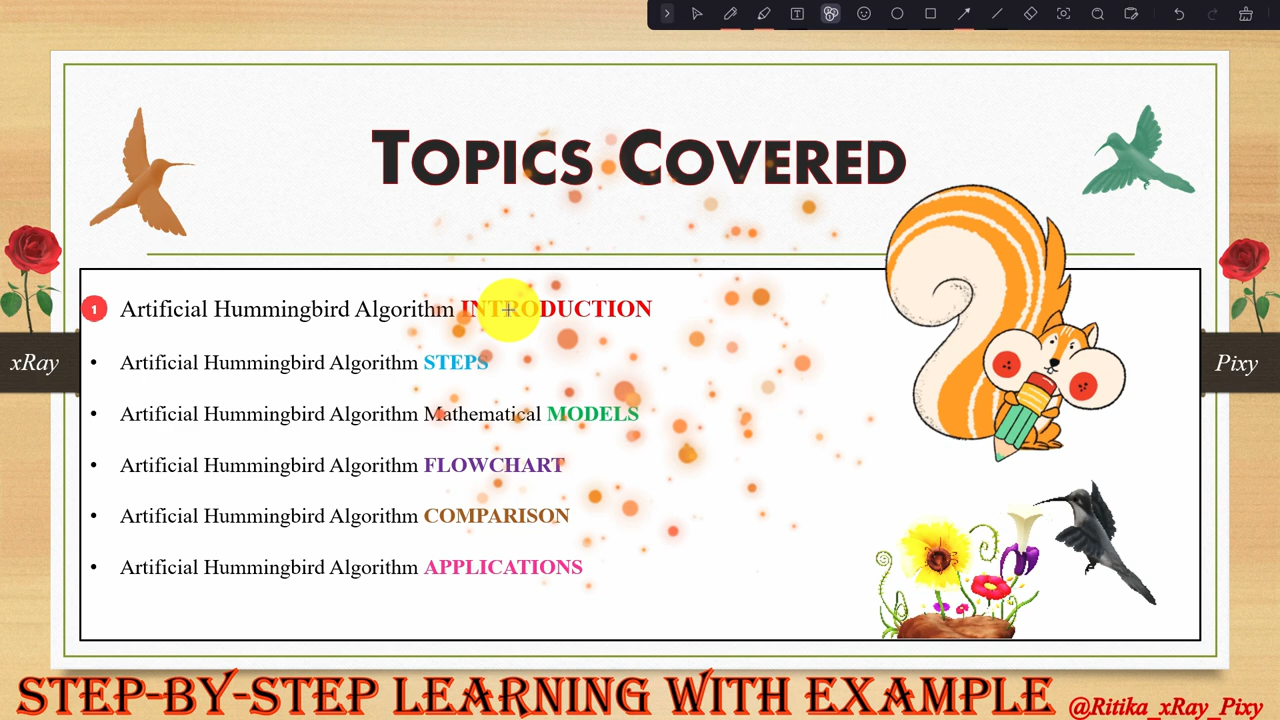 TOPICS COVERED
1 Artificial Hummingbird Algorithm INTRODUCTION
• Artificial Hummingbird Algorithm STEPS
• Artificial Hummingbird Algorithm Mathematical MODELS
• Artificial Hummingbird Algorithm FLOWCHART
• Artificial Hummingbird Algorithm COMPARISON
• Artificial Hummingbird Algorithm APPLICATIONS
xRay
Pixy
STEP-BY-STEP LEARNING WITH EXAMPLE @Ritika_xRay_Pixy